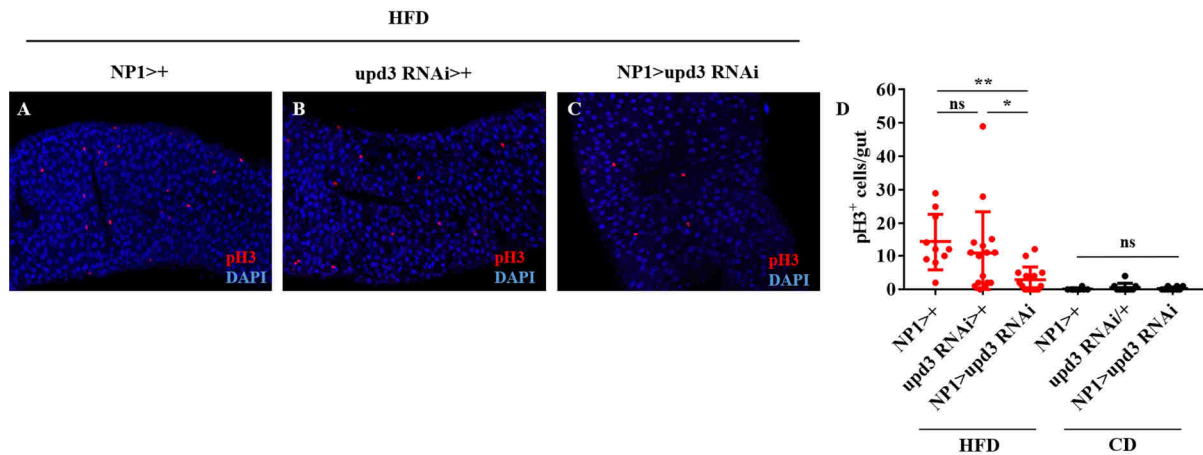 HFD
NP1>+
upd3 RNAi>+
NP1>upd3 RNAi
A
pH3
DAPI
B
pH3
DAPI
C
pH3
DAPI
D
pH3+ cells/gut
60
50
40
30
20
10
0
**
ns
*
ns
NP1>+
upd3 RNAi>+
NP1>upd3 RNAi
NP1>+
upd3 RNAi/+
NP1>upd3 RNAi
HFD
CD